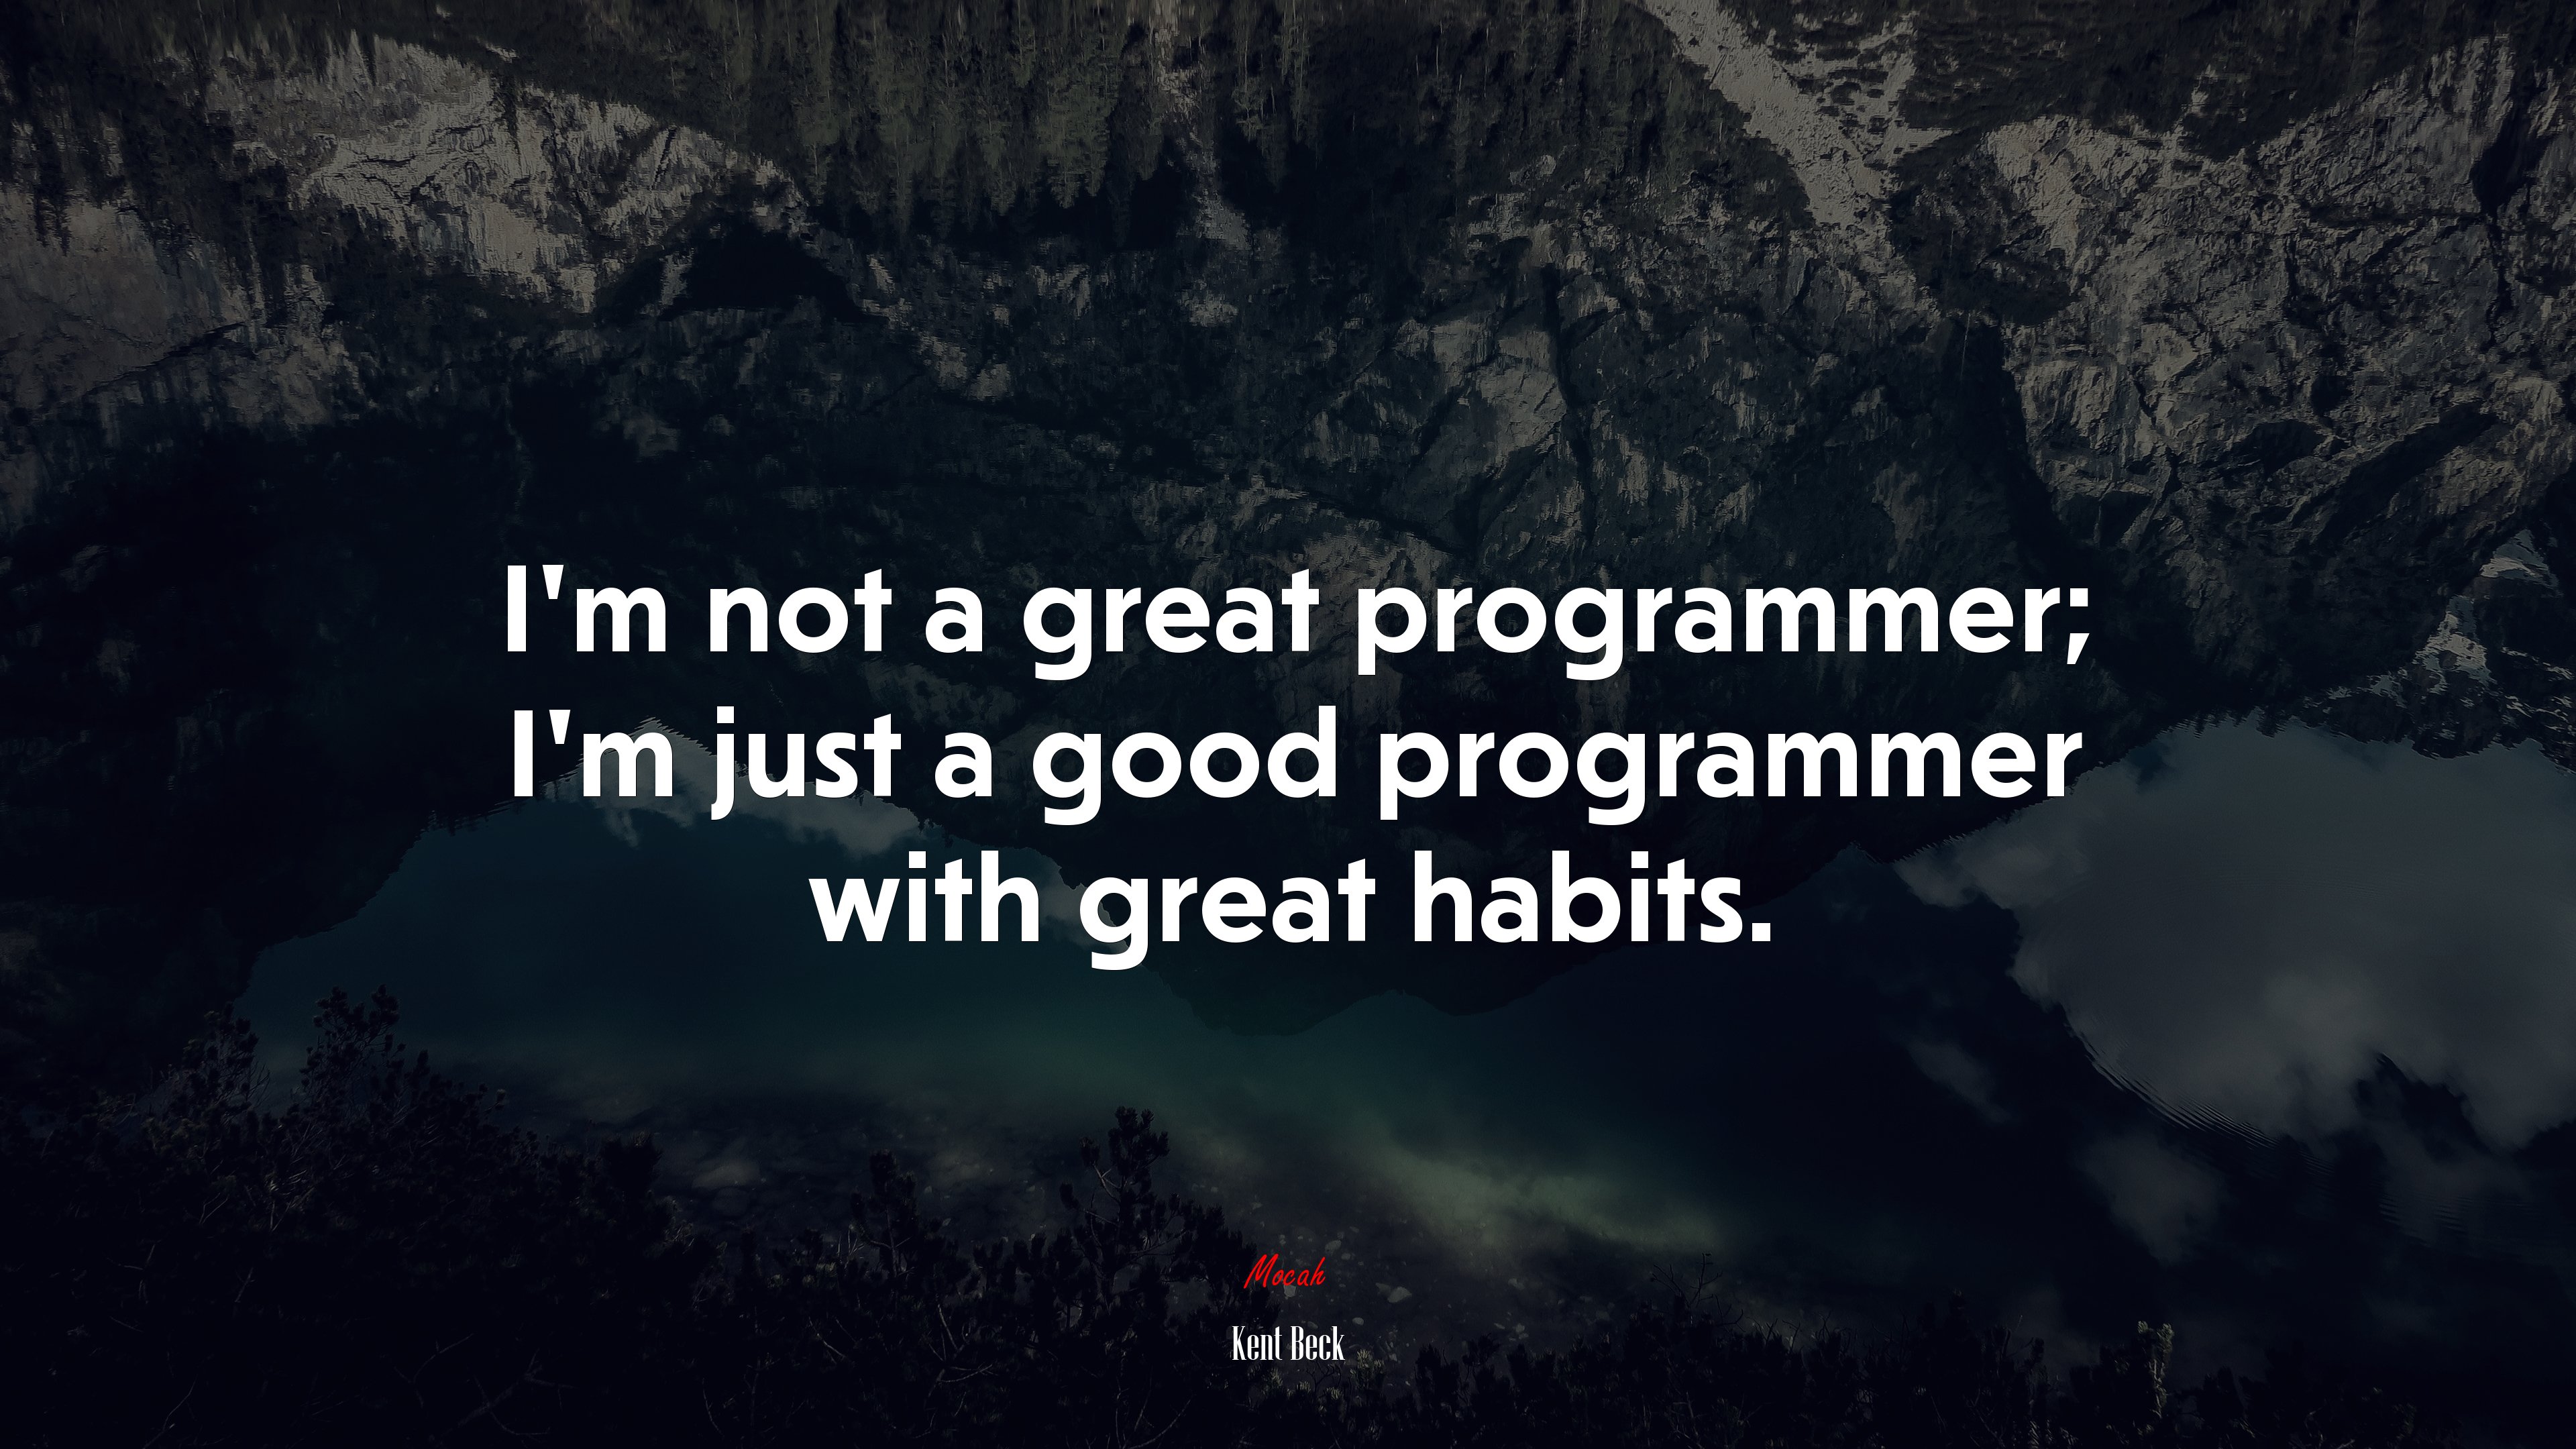 I'm not a great programmer;
I'm just a good programmer
with great habits.
Mocah
Kent Beck